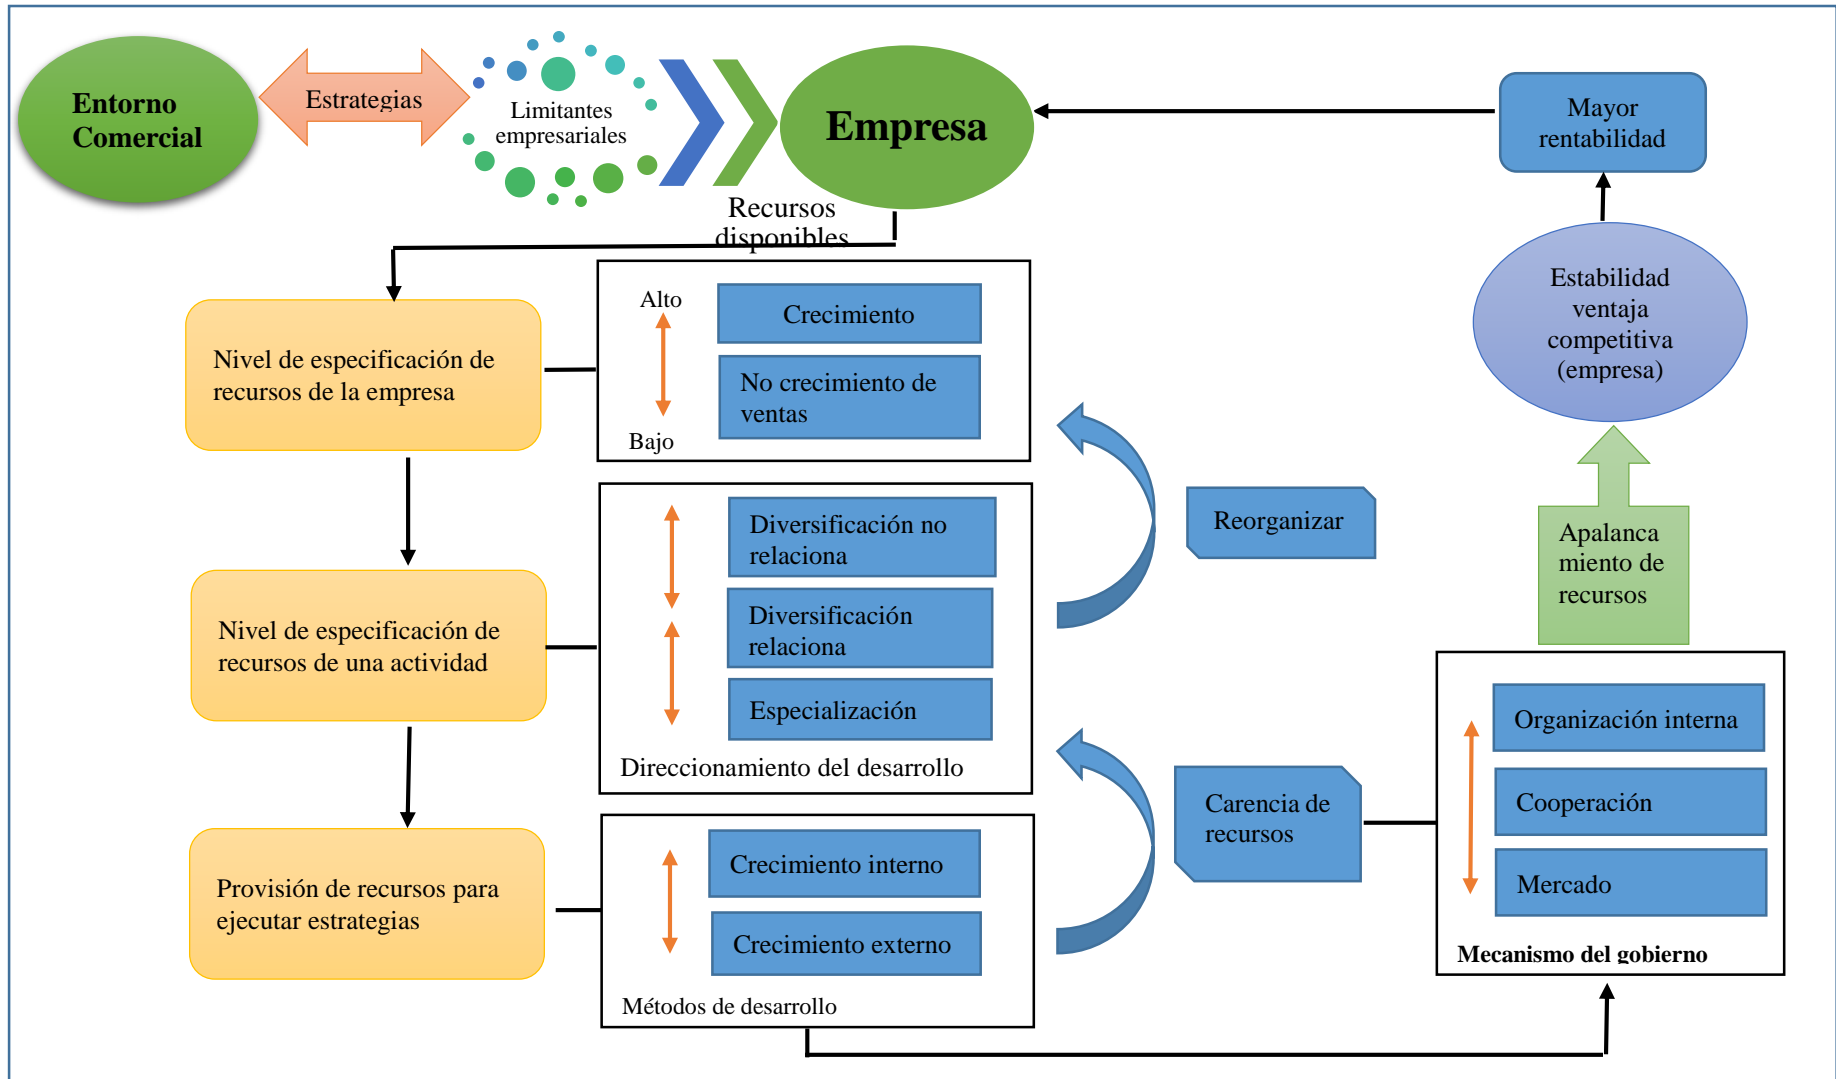 Entorno
Comercial
Estrategias
Limitantes
empresariales
Empresa
Mayor
rentabilidad
Recursos
disponibles
Estabilidad
ventaja
competitiva
(empresa)
Nivel de especificación de
recursos de la empresa
Alto
Bajo
Crecimiento
No crecimiento de
ventas
Reorganizar
Apalanca
miento de
recursos
Nivel de especificación de
recursos de una actividad
Diversificación no
relaciona
Diversificación
relaciona
Especialización
Direccionamiento del desarrollo
Carencia de
recursos
Organización interna
Cooperación
Mercado
Mecanismo del gobierno
Provisión de recursos para
ejecutar estrategias
Crecimiento interno
Crecimiento externo
Métodos de desarrollo